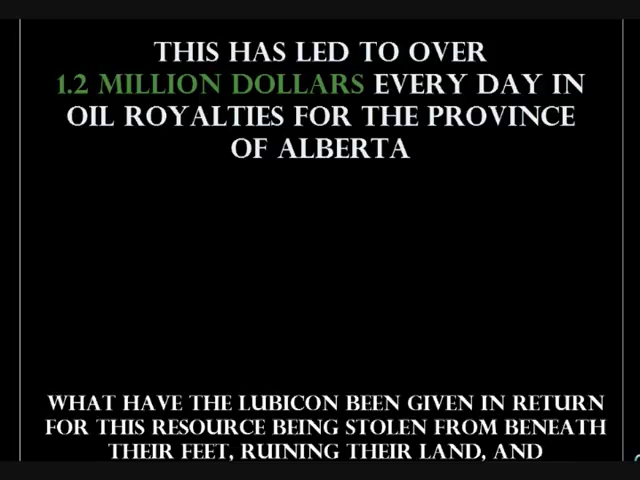 THIS HAS LED TO OVER
1.2 MILLION DOLLARS EVERY DAY IN
OIL ROYALTIES FOR THE PROVINCE
OF ALBERTA
WHAT HAVE THE LUBICON BEEN GIVEN IN RETURN
FOR THIS RESOURCE BEING STOLEN FROM BENEATH
THEIR FEET, RUINING THEIR LAND, AND